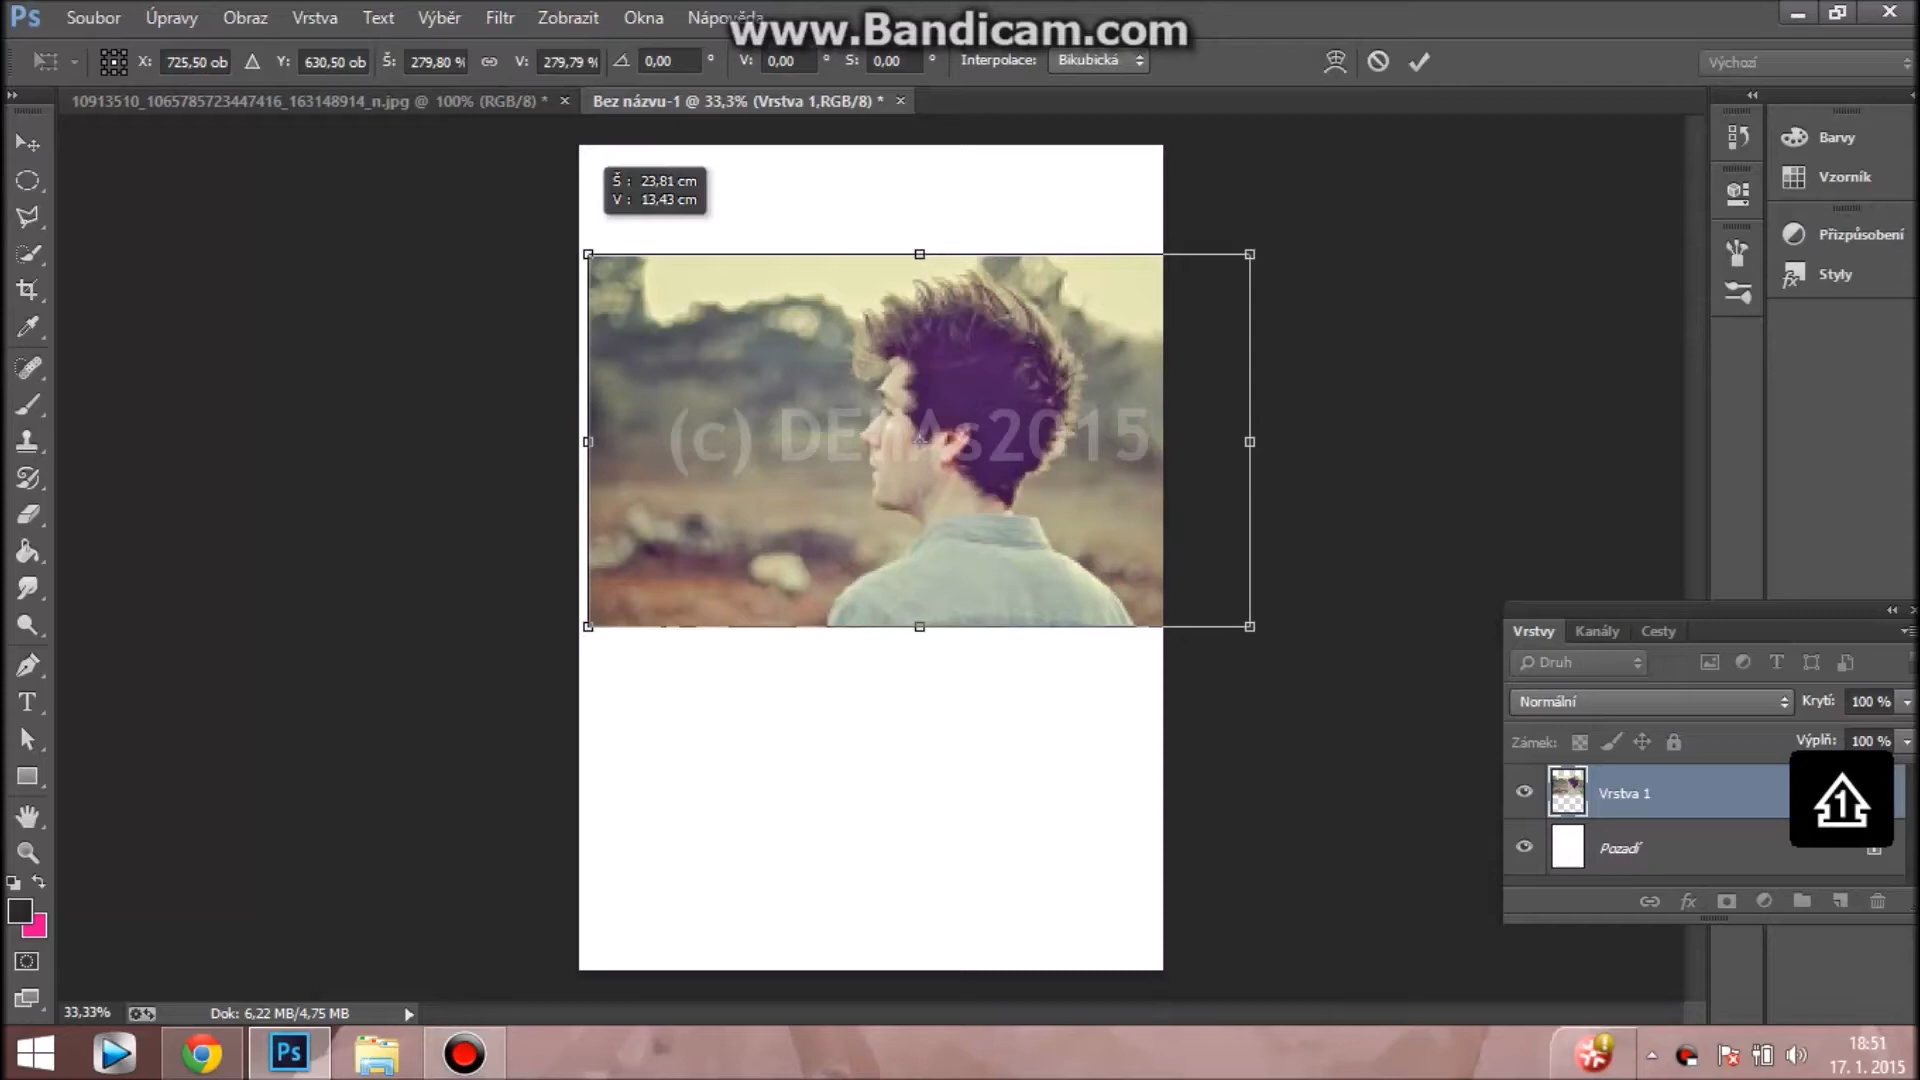 Ps Soubor Úpravy Obraz Vrstva Text Výběr Filtr Zobrazit Okna Nápověda
www.Bandicam.com
X: 725,50 ob Y: 630,50 ob Š: 279,80 % V: 279,79 % 0,00 ° V: 0,00 ° S: 0,00 ° Interpolace: Bikubická Výchozí
10913510_1065785723447416_163148914_n.jpg @ 100% (RGB/8) * × Bez názvu-1 @ 33,3% (Vrstva 1,RGB/8) * ×
Barvy
Vzorník
Přizpůsobení
Styly
Š : 23,81 cm
V : 13,43 cm
Vrstvy Kanály Cesty
Druh
Normální Krytí: 100 %
Zámek: Výplň: 100 %
Vrstva 1
1
Pozadí
fx
33,33% Dok: 6,22 MB/4,75 MB
Ps
18:51
17. 1. 2015